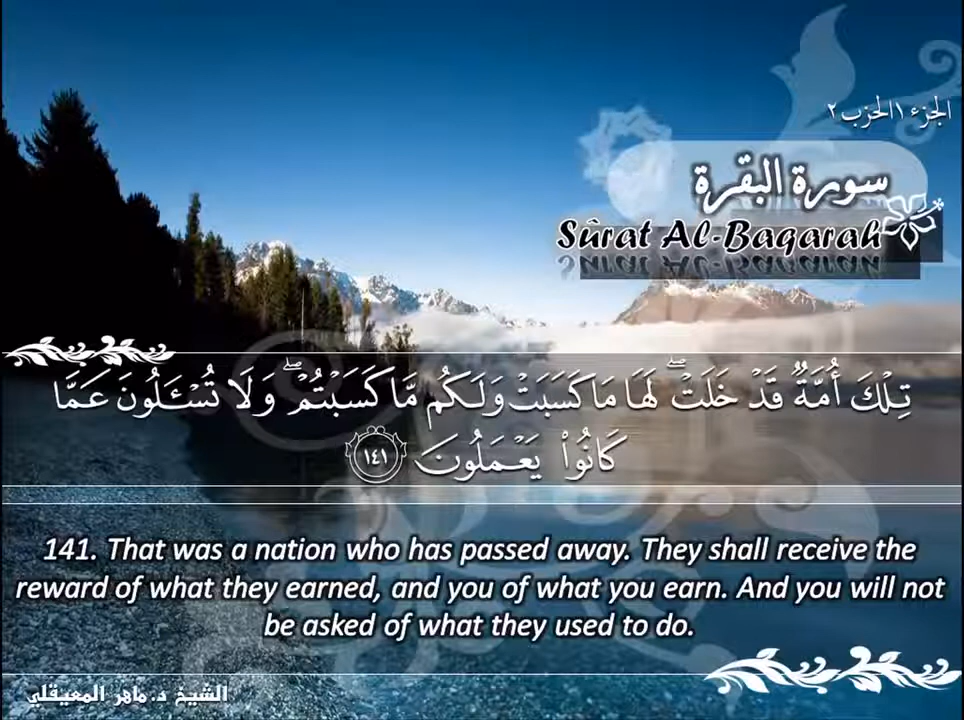 الجزء ١ الحزب ٢
سورة البقرة
Sûrat Al-Baqarah
تِلْكَ أُمَّةٌ قَدْ خَلَتْ ۖ لَهَا مَا كَسَبَتْ وَلَكُم مَّا كَسَبْتُمْ ۖ وَلَا تُسْـَٔلُونَ عَمَّا
كَانُوا۟ يَعْمَلُونَ ١٤١
141. That was a nation who has passed away. They shall receive the
reward of what they earned, and you of what you earn. And you will not
be asked of what they used to do.
الشيخ د. ماهر المعيقلي